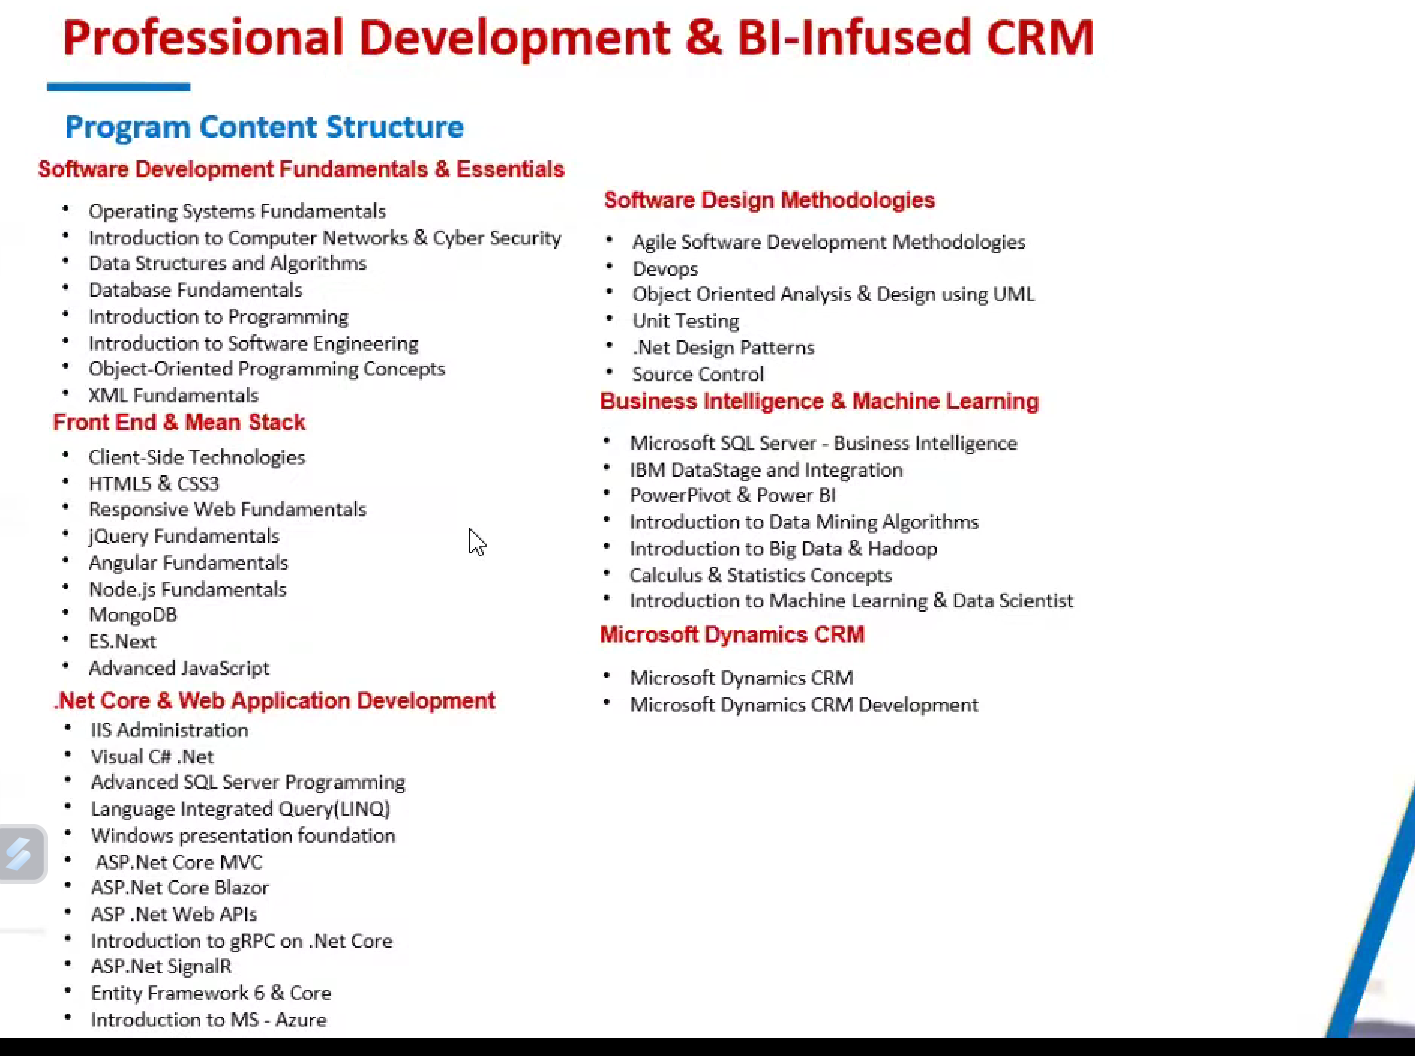 Professional Development & BI-Infused CRM
Program Content Structure
Software Development Fundamentals & Essentials
• Operating Systems Fundamentals
• Introduction to Computer Networks & Cyber Security
• Data Structures and Algorithms
• Database Fundamentals
• Introduction to Programming
• Introduction to Software Engineering
• Object-Oriented Programming Concepts
• XML Fundamentals
Front End & Mean Stack
• Client-Side Technologies
• HTML5 & CSS3
• Responsive Web Fundamentals
• jQuery Fundamentals
• Angular Fundamentals
• Node.js Fundamentals
• MongoDB
• ES.Next
• Advanced JavaScript
.Net Core & Web Application Development
• IIS Administration
• Visual C# .Net
• Advanced SQL Server Programming
• Language Integrated Query(LINQ)
• Windows presentation foundation
• ASP.Net Core MVC
• ASP.Net Core Blazor
• ASP .Net Web APIs
• Introduction to gRPC on .Net Core
• ASP.Net SignalR
• Entity Framework 6 & Core
• Introduction to MS - Azure
Software Design Methodologies
• Agile Software Development Methodologies
• Devops
• Object Oriented Analysis & Design using UML
• Unit Testing
• .Net Design Patterns
• Source Control
Business Intelligence & Machine Learning
• Microsoft SQL Server - Business Intelligence
• IBM DataStage and Integration
• PowerPivot & Power BI
• Introduction to Data Mining Algorithms
• Introduction to Big Data & Hadoop
• Calculus & Statistics Concepts
• Introduction to Machine Learning & Data Scientist
Microsoft Dynamics CRM
• Microsoft Dynamics CRM
• Microsoft Dynamics CRM Development